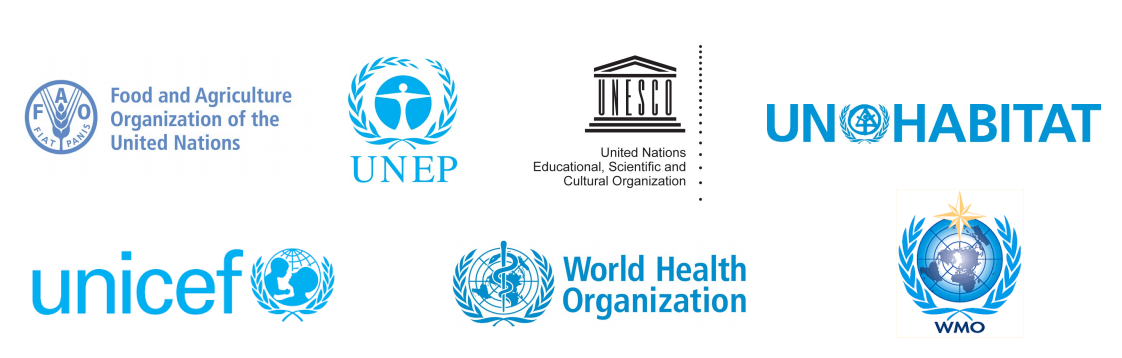 FAO
FIAT PANIS
Food and Agriculture
Organization of the
United Nations
UNEP
UNESCO
United Nations
Educational, Scientific and
Cultural Organization
UN HABITAT
unicef
World Health
Organization
WMO